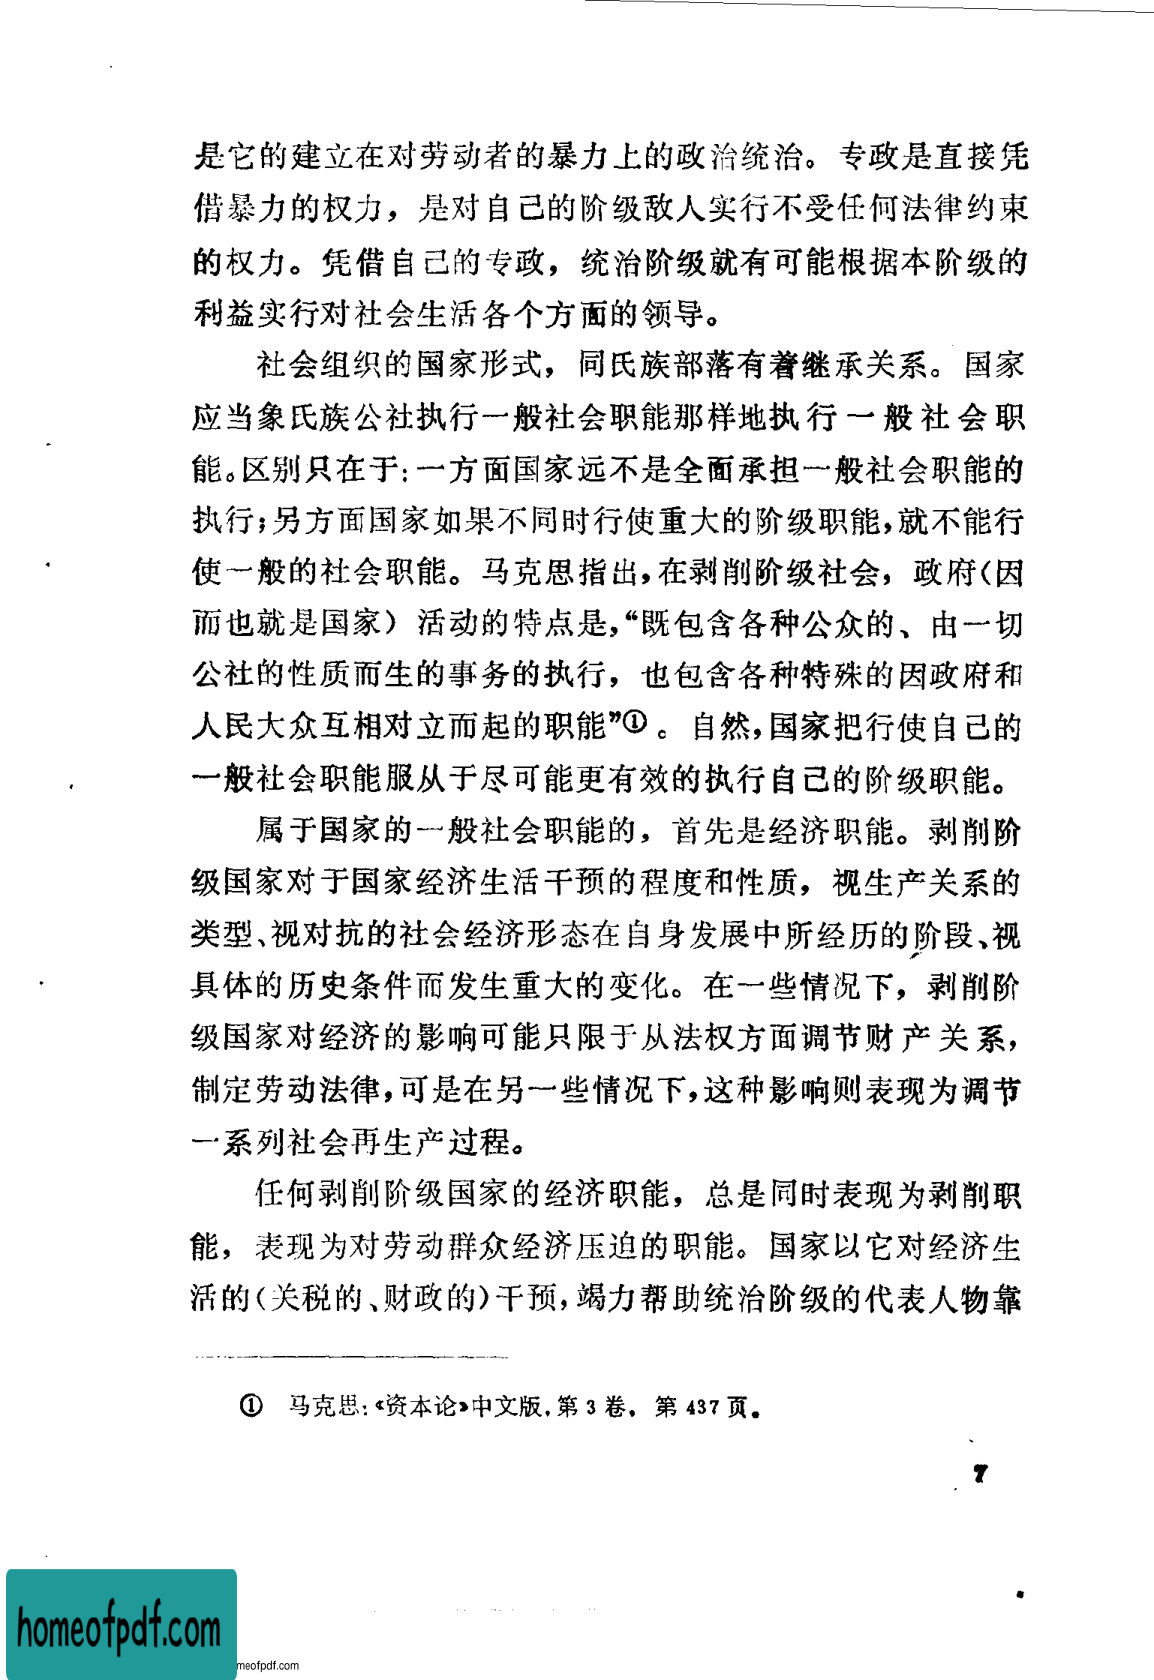 是它的建立在对劳动者的暴力上的政治统治。专政是直接凭
借暴力的权力，是对自己的阶级敌人实行不受任何法律约束
的权力。凭借自己的专政，统治阶级就有可能根据本阶级的
利益实行对社会生活各个方面的领导。
社会组织的国家形式，同氏族部落有着继承关系。国家
应当象氏族公社执行一般社会职能那样地执行一般社会职
能。区别只在于：一方面国家远不是全面承担一般社会职能的
执行；另方面国家如果不同时行使重大的阶级职能，就不能行
使一般的社会职能。马克思指出，在剥削阶级社会，政府（因
而也就是国家）活动的特点是，“既包含各种公众的、由一切
公社的性质而生的事务的执行，也包含各种特殊的因政府和
人民大众互相对立而起的职能”①。自然，国家把行使自己的
一般社会职能服从于尽可能更有效的执行自己的阶级职能。
属于国家的一般社会职能的，首先是经济职能。剥削阶
级国家对于国家经济生活干预的程度和性质，视生产关系的
类型、视对抗的社会经济形态在自身发展中所经历的阶段、视
具体的历史条件而发生重大的变化。在一些情况下，剥削阶
级国家对经济的影响可能只限于从法权方面调节财产关系，
制定劳动法律，可是在另一些情况下，这种影响则表现为调节
一系列社会再生产过程。
任何剥削阶级国家的经济职能，总是同时表现为剥削职
能，表现为对劳动群众经济压迫的职能。国家以它对经济生
活的（关税的、财政的）干预，竭力帮助统治阶级的代表人物靠
① 马克思：《资本论》中文版，第3卷，第437页。
7
homeofpdf.com
meofpdf.com